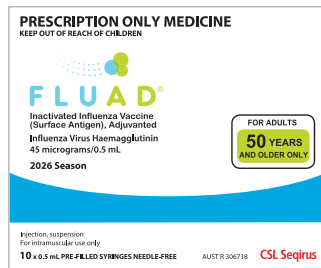 PRESCRIPTION ONLY MEDICINE
KEEP OUT OF REACH OF CHILDREN
FLUAD®
Inactivated Influenza Vaccine
(Surface Antigen), Adjuvanted
Influenza Virus Haemagglutinin
45 micrograms/0.5 mL
2026 Season
FOR ADULTS
50 YEARS
AND OLDER ONLY
Injection, suspension
For intramuscular use only
10 x 0.5 mL PRE-FILLED SYRINGES NEEDLE-FREE
AUST R 306718
CSL Seqirus